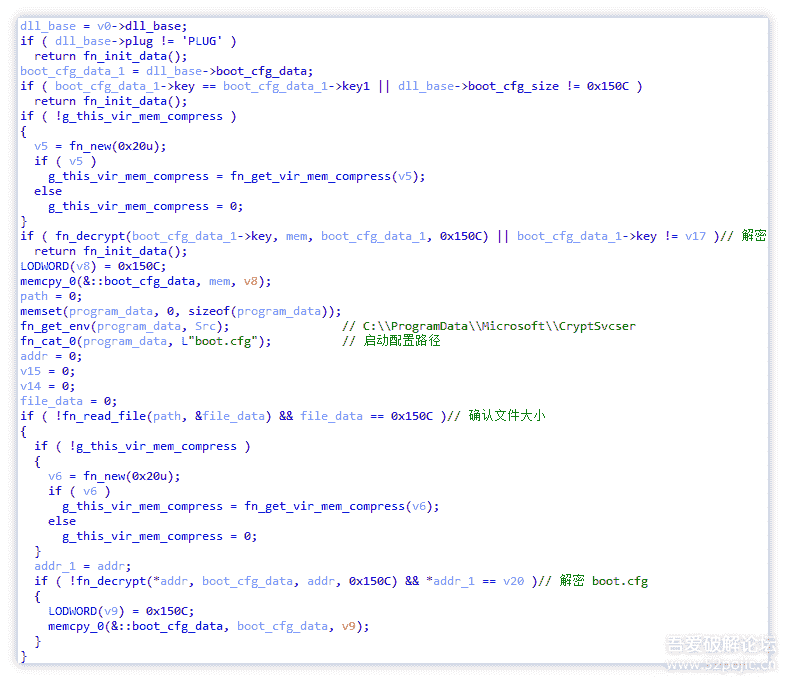 dll_base = v0->dll_base;
if ( dll_base->plug != 'PLUG' )
return fn_init_data();
boot_cfg_data_1 = dll_base->boot_cfg_data;
if ( boot_cfg_data_1->key == boot_cfg_data_1->key1 || dll_base->boot_cfg_size != 0x150C )
return fn_init_data();
if ( !g_this_vir_mem_compress )
{
v5 = fn_new(0x20u);
if ( v5 )
g_this_vir_mem_compress = fn_get_vir_mem_compress(v5);
else
g_this_vir_mem_compress = 0;
}
if ( fn_decrypt(boot_cfg_data_1->key, mem, boot_cfg_data_1, 0x150C) || boot_cfg_data_1->key != v17 )// 解密
return fn_init_data();
LODWORD(v8) = 0x150C;
memcpy_0(&::boot_cfg_data, mem, v8);
path = 0;
memset(program_data, 0, sizeof(program_data));
fn_get_env(program_data, Src); // C:\\ProgramData\\Microsoft\\CryptSvcser
fn_cat_0(program_data, L"boot.cfg"); // 启动配置路径
addr = 0;
v15 = 0;
v14 = 0;
file_data = 0;
if ( !fn_read_file(path, &file_data) && file_data == 0x150C )// 确认文件大小
{
if ( !g_this_vir_mem_compress )
{
v6 = fn_new(0x20u);
if ( v6 )
g_this_vir_mem_compress = fn_get_vir_mem_compress(v6);
else
g_this_vir_mem_compress = 0;
}
addr_1 = addr;
if ( !fn_decrypt(*addr, boot_cfg_data, addr, 0x150C) && *addr_1 == v20 )// 解密 boot.cfg
{
LODWORD(v9) = 0x150C;
memcpy_0(&::boot_cfg_data, boot_cfg_data, v9);
}
}
吾爱破解论坛
www.52pojie.cn